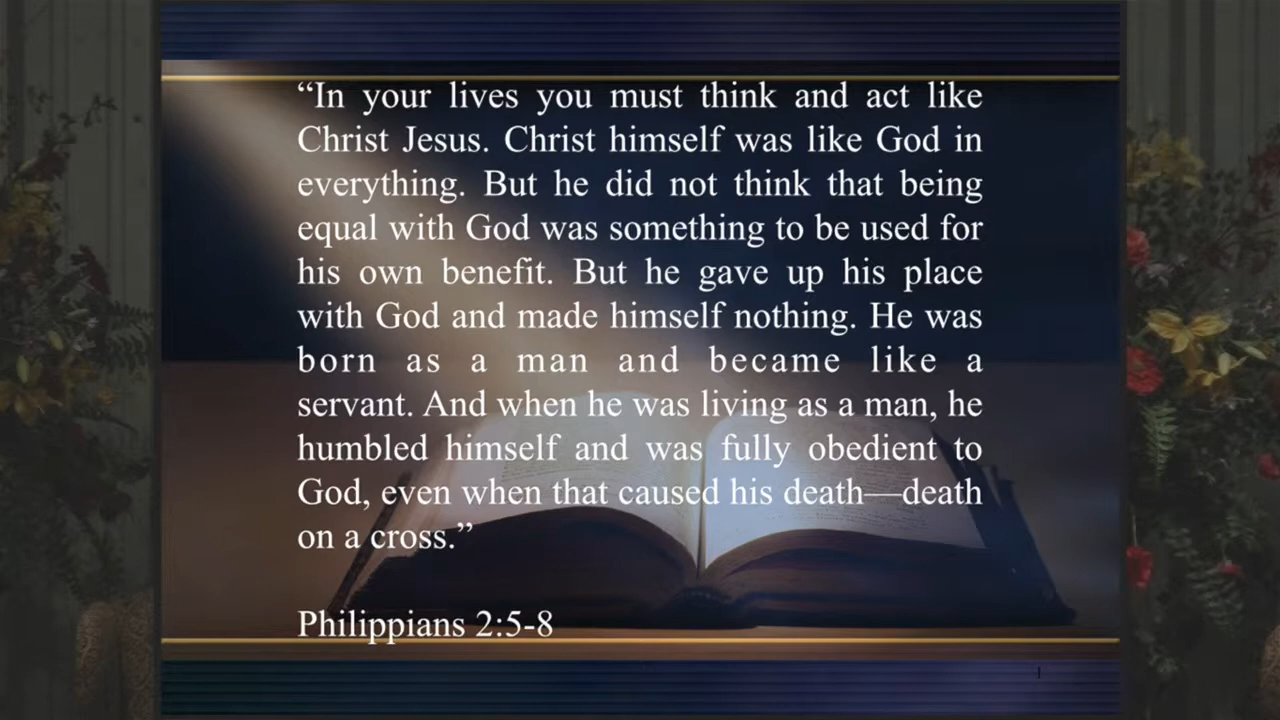 “In your lives you must think and act like
Christ Jesus. Christ himself was like God in
everything. But he did not think that being
equal with God was something to be used for
his own benefit. But he gave up his place
with God and made himself nothing. He was
born as a man and became like a
servant. And when he was living as a man, he
humbled himself and was fully obedient to
God, even when that caused his death—death
on a cross.”
Philippians 2:5-8
1